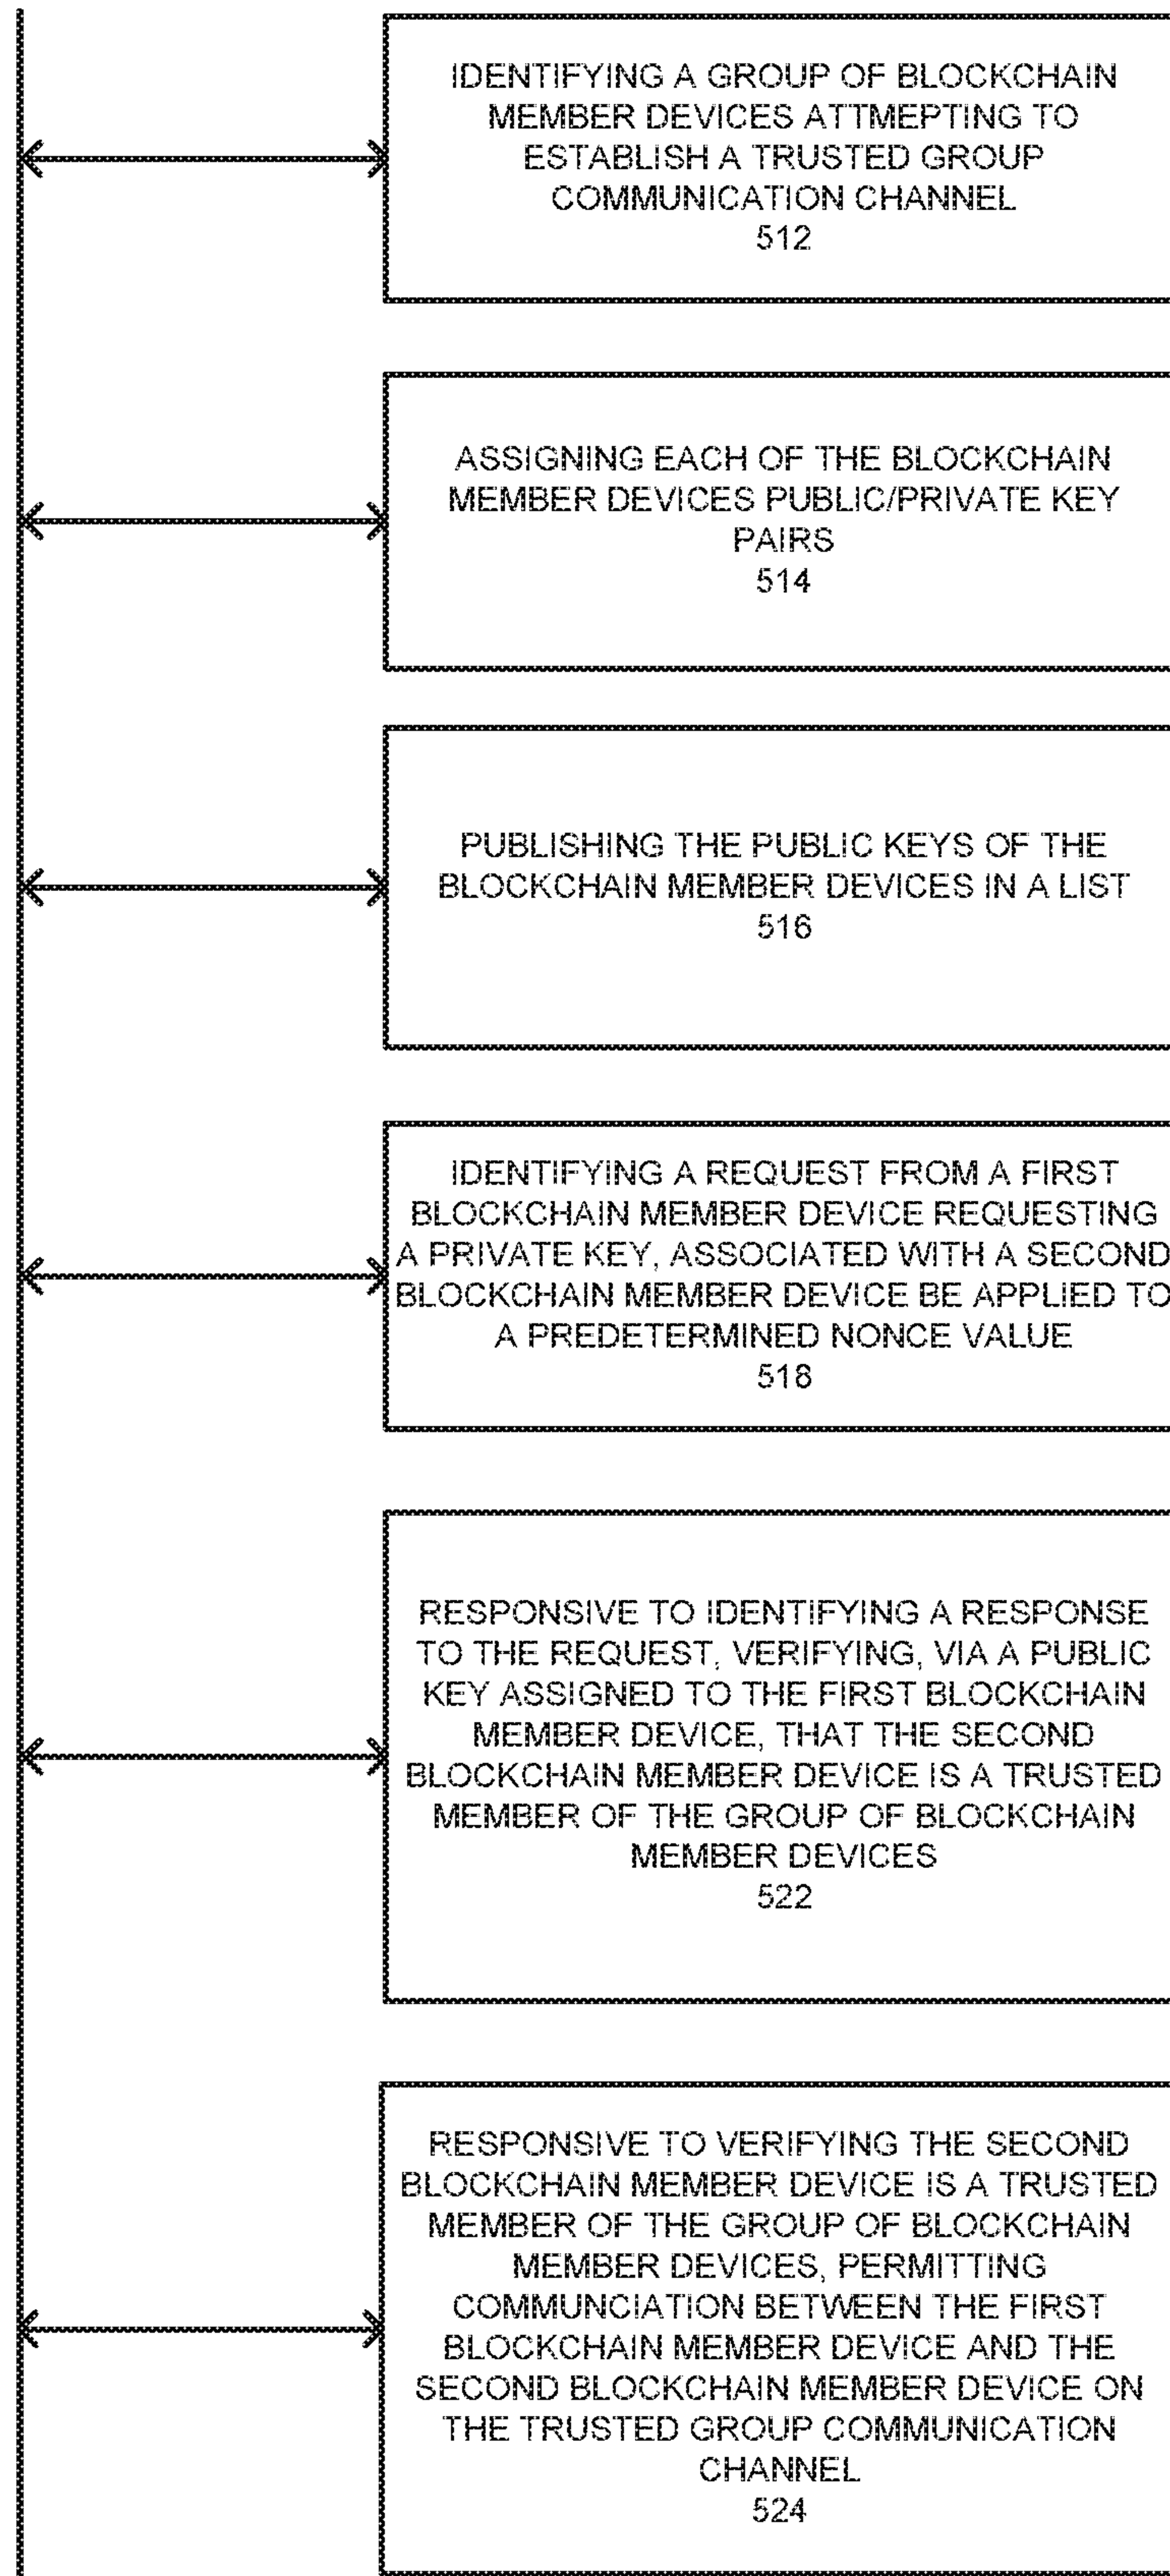 IDENTIFYING A GROUP OF BLOCKCHAIN
MEMBER DEVICES ATTMEPTING TO
ESTABLISH A TRUSTED GROUP
COMMUNICATION CHANNEL
512
ASSIGNING EACH OF THE BLOCKCHAIN
MEMBER DEVICES PUBLIC/PRIVATE KEY
PAIRS
514
PUBLISHING THE PUBLIC KEYS OF THE
BLOCKCHAIN MEMBER DEVICES IN A LIST
516
IDENTIFYING A REQUEST FROM A FIRST
BLOCKCHAIN MEMBER DEVICE REQUESTING
A PRIVATE KEY, ASSOCIATED WITH A SECOND
BLOCKCHAIN MEMBER DEVICE BE APPLIED TO
A PREDETERMINED NONCE VALUE
518
RESPONSIVE TO IDENTIFYING A RESPONSE
TO THE REQUEST, VERIFYING, VIA A PUBLIC
KEY ASSIGNED TO THE FIRST BLOCKCHAIN
MEMBER DEVICE, THAT THE SECOND
BLOCKCHAIN MEMBER DEVICE IS A TRUSTED
MEMBER OF THE GROUP OF BLOCKCHAIN
MEMBER DEVICES
522
RESPONSIVE TO VERIFYING THE SECOND
BLOCKCHAIN MEMBER DEVICE IS A TRUSTED
MEMBER OF THE GROUP OF BLOCKCHAIN
MEMBER DEVICES, PERMITTING
COMMUNCIATION BETWEEN THE FIRST
BLOCKCHAIN MEMBER DEVICE AND THE
SECOND BLOCKCHAIN MEMBER DEVICE ON
THE TRUSTED GROUP COMMUNICATION
CHANNEL
524